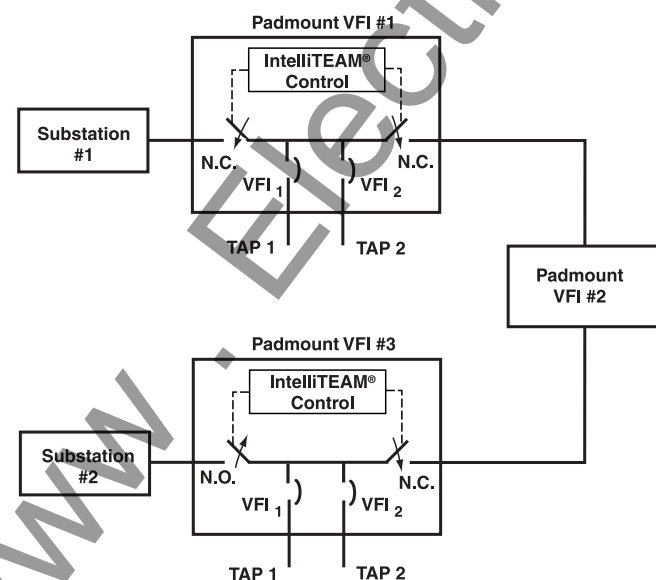 Padmount VFI #1
IntelliTEAM®
Control
Substation
#1
N.C.
N.C.
VFI 1
VFI 2
TAP 1
TAP 2
Padmount
VFI #2
Padmount VFI #3
IntelliTEAM®
Control
Substation
#2
N.O.
N.C.
VFI 1
VFI 2
TAP 1
TAP 2